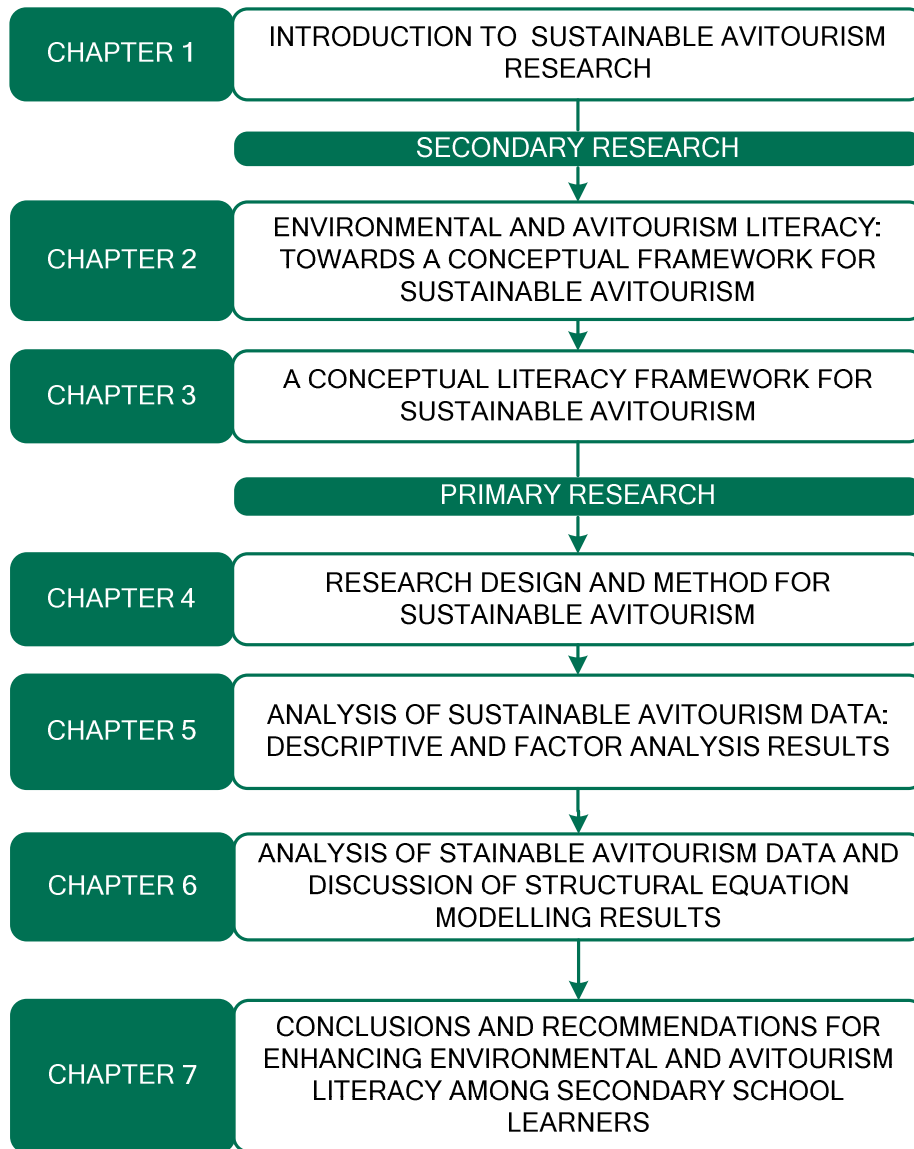 CHAPTER 1
INTRODUCTION TO SUSTAINABLE AVITOURISM
RESEARCH
SECONDARY RESEARCH
CHAPTER 2
ENVIRONMENTAL AND AVITOURISM LITERACY:
TOWARDS A CONCEPTUAL FRAMEWORK FOR
SUSTAINABLE AVITOURISM
CHAPTER 3
A CONCEPTUAL LITERACY FRAMEWORK FOR
SUSTAINABLE AVITOURISM
PRIMARY RESEARCH
CHAPTER 4
RESEARCH DESIGN AND METHOD FOR
SUSTAINABLE AVITOURISM
CHAPTER 5
ANALYSIS OF SUSTAINABLE AVITOURISM DATA:
DESCRIPTIVE AND FACTOR ANALYSIS RESULTS
CHAPTER 6
ANALYSIS OF STAINABLE AVITOURISM DATA AND
DISCUSSION OF STRUCTURAL EQUATION
MODELLING RESULTS
CHAPTER 7
CONCLUSIONS AND RECOMMENDATIONS FOR
ENHANCING ENVIRONMENTAL AND AVITOURISM
LITERACY AMONG SECONDARY SCHOOL
LEARNERS